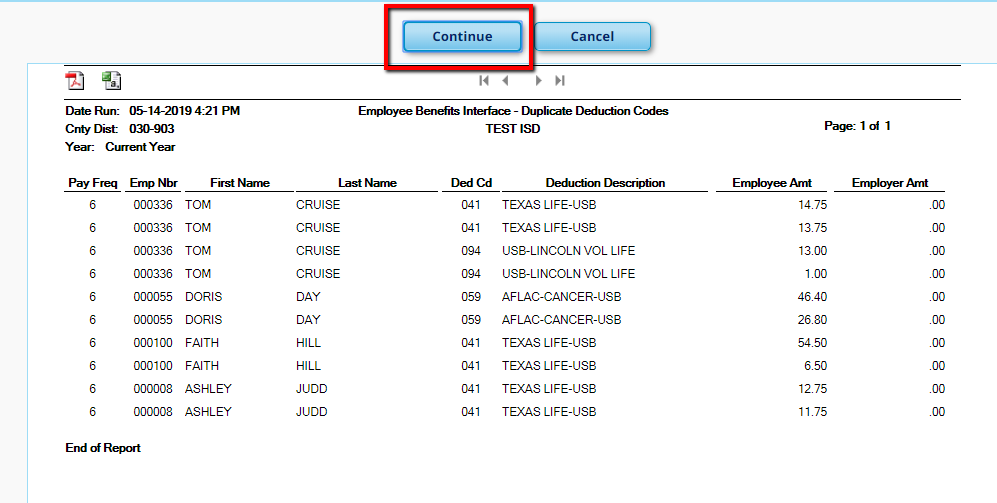 Continue Cancel
Date Run: 05-14-2019 4:21 PM Employee Benefits Interface - Duplicate Deduction Codes
Cnty Dist: 030-903 TEST ISD Page: 1 of 1
Year: Current Year
Pay Freq Emp Nbr First Name Last Name Ded Cd Deduction Description Employee Amt Employer Amt
6 000336 TOM CRUISE 041 TEXAS LIFE-USB 14.75 .00
6 000336 TOM CRUISE 041 TEXAS LIFE-USB 13.75 .00
6 000336 TOM CRUISE 094 USB-LINCOLN VOL LIFE 13.00 .00
6 000336 TOM CRUISE 094 USB-LINCOLN VOL LIFE 1.00 .00
6 000055 DORIS DAY 059 AFLAC-CANCER-USB 46.40 .00
6 000055 DORIS DAY 059 AFLAC-CANCER-USB 26.80 .00
6 000100 FAITH HILL 041 TEXAS LIFE-USB 54.50 .00
6 000100 FAITH HILL 041 TEXAS LIFE-USB 6.50 .00
6 000008 ASHLEY JUDD 041 TEXAS LIFE-USB 12.75 .00
6 000008 ASHLEY JUDD 041 TEXAS LIFE-USB 11.75 .00
End of Report